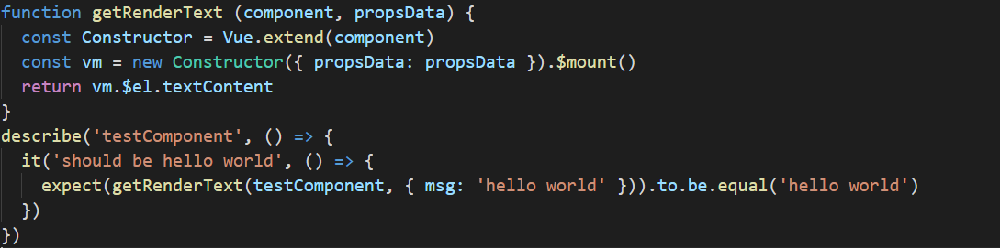 function getRenderText (component, propsData) {
  const Constructor = Vue.extend(component)
  const vm = new Constructor({ propsData: propsData }).$mount()
  return vm.$el.textContent
}
describe('testComponent', () => {
  it('should be hello world', () => {
    expect(getRenderText(testComponent, { msg: 'hello world' })).to.be.equal('hello world')
  })
})